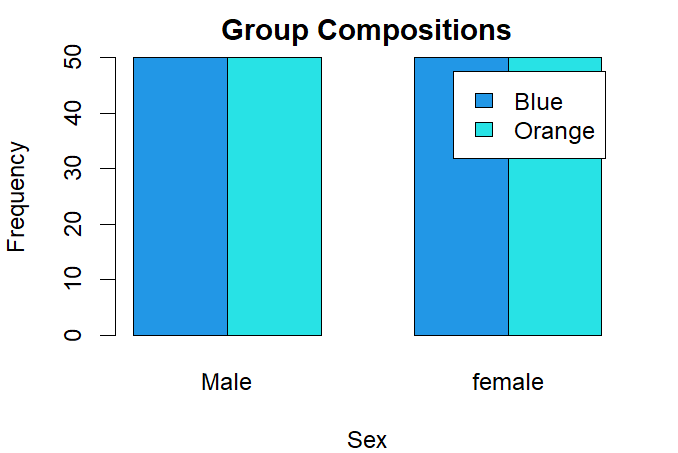 Group Compositions
Frequency
50
40
30
20
10
0
Blue
Orange
Male
female
Sex